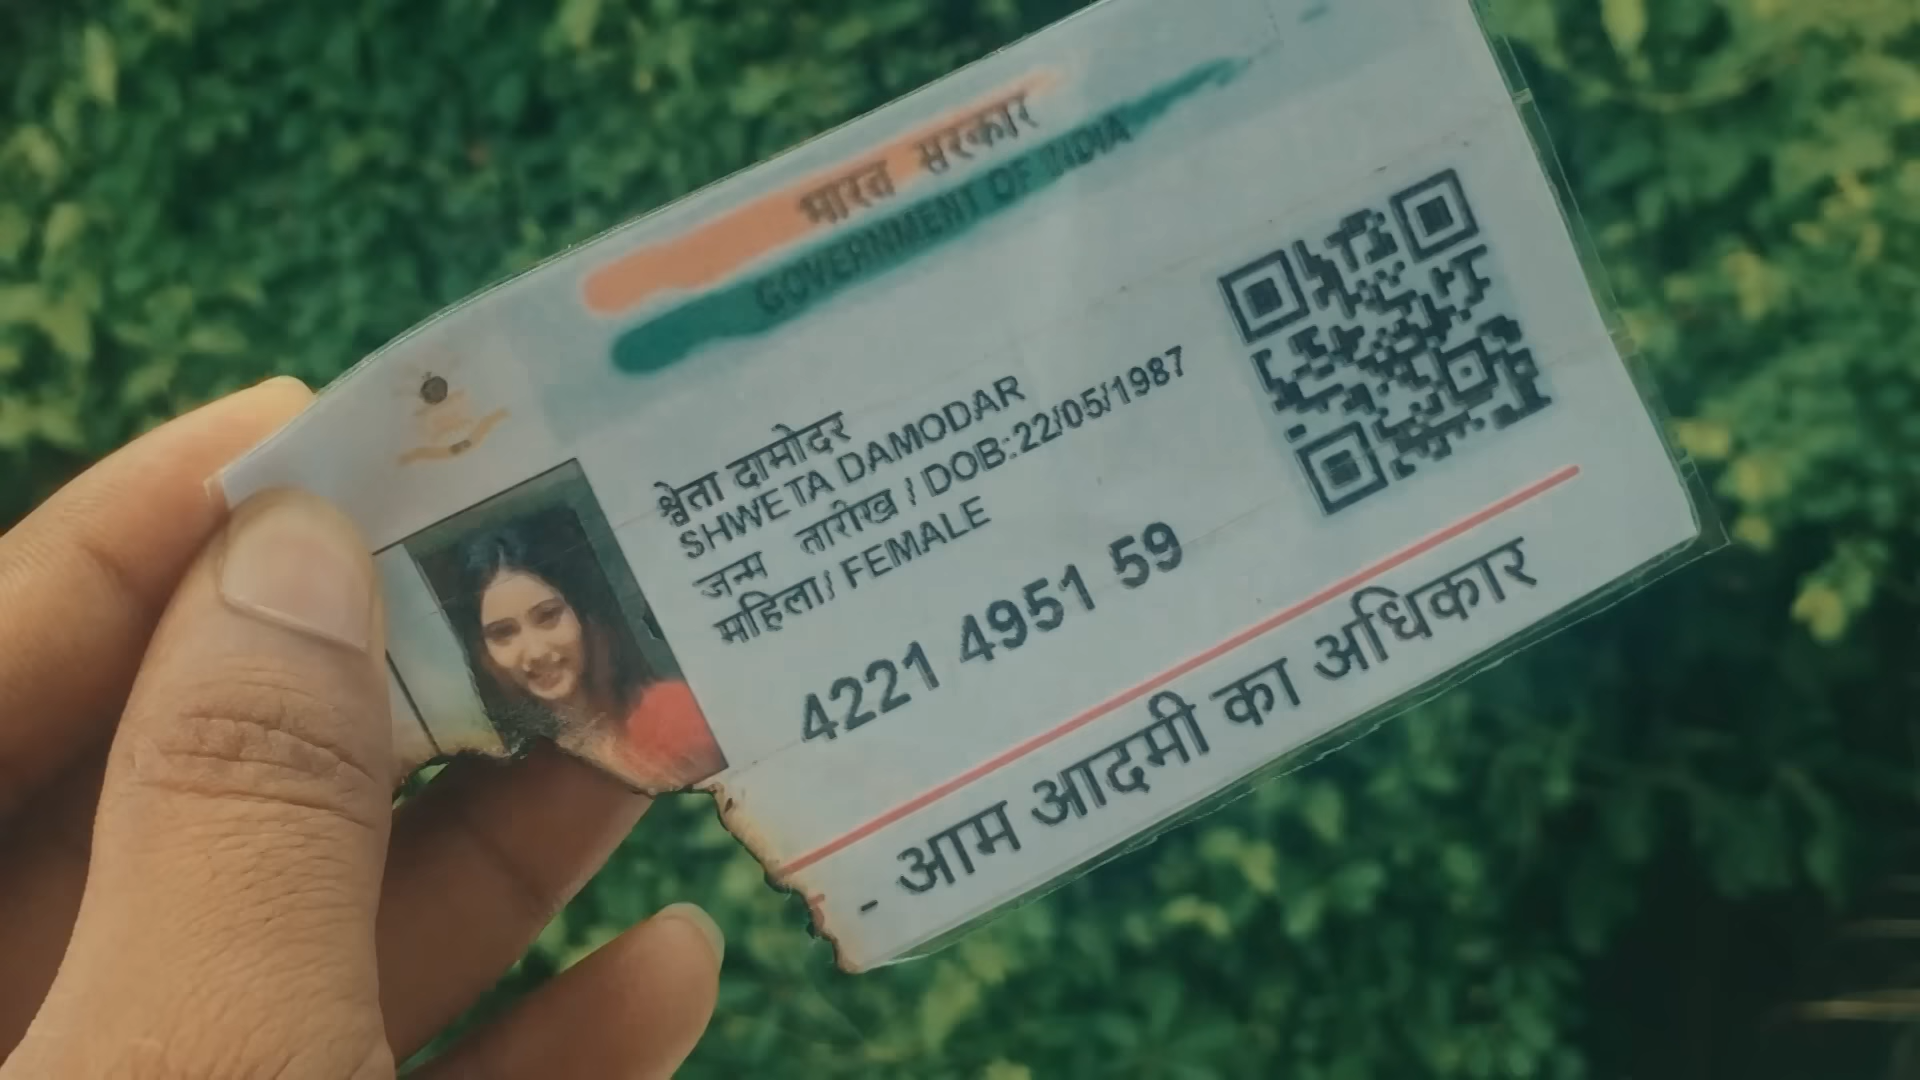 भारत सरकार
GOVERNMENT OF INDIA
श्वेता दामोदर
SHWETA DAMODAR
जन्म तारीख / DOB:22/05/1987
महिला/ FEMALE
4221 4951 59
- आम आदमी का अधिकार